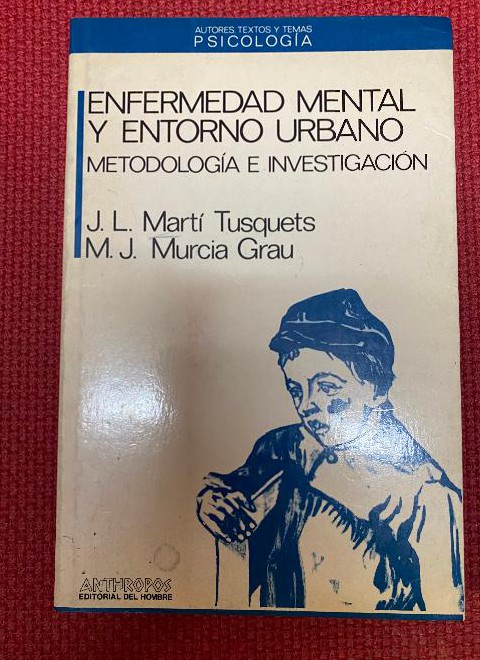 AUTORES, TEXTOS Y TEMAS
PSICOLOGÍA
ENFERMEDAD MENTAL
Y ENTORNO URBANO
METODOLOGÍA E INVESTIGACIÓN
J. L. Martí Tusquets
M. J. Murcia Grau
ANTHROPOS
EDITORIAL DEL HOMBRE